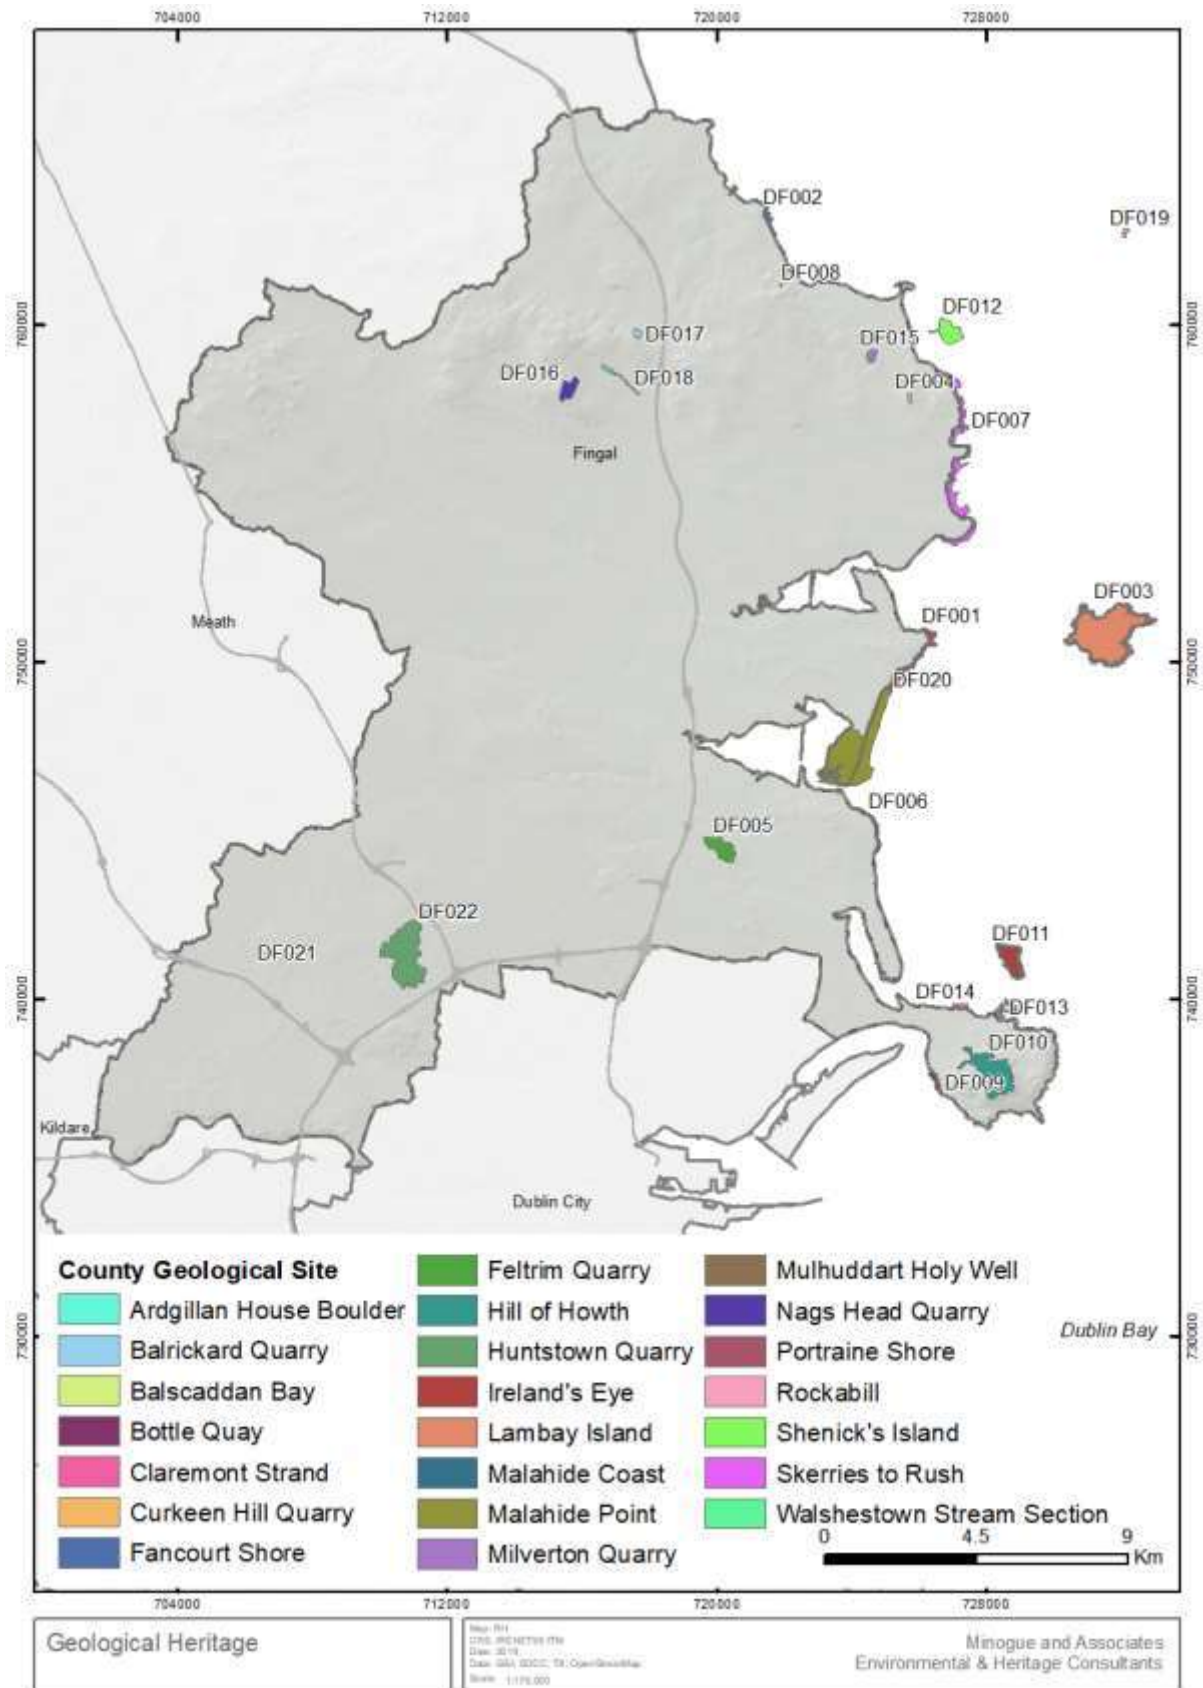 704000 712000 720000 728000
DF002
DF019
DF008
DF012
760000 760000
DF017
DF015
DF016
DF018
DF004
DF007
Fingal
DF003
DF001
Meath
750000 750000
DF020
DF006
DF005
DF022
DF021
DF011
DF014
740000 740000
DF013
DF010
DF009
Kildare
Dublin City
County Geological Site
Ardgillan House Boulder
Balrickard Quarry
Balscaddan Bay
Bottle Quay
Claremont Strand
Curkeen Hill Quarry
Fancourt Shore
Feltrim Quarry
Hill of Howth
Huntstown Quarry
Ireland's Eye
Lambay Island
Malahide Coast
Malahide Point
Milverton Quarry
Mulhuddart Holy Well
Nags Head Quarry
Portraine Shore
Rockabill
Shenick's Island
Skerries to Rush
Walshestown Stream Section
730000 730000
Dublin Bay
0 4.5 9
Km
704000 712000 720000 728000
Geological Heritage
Minogue and Associates
Environmental & Heritage Consultants